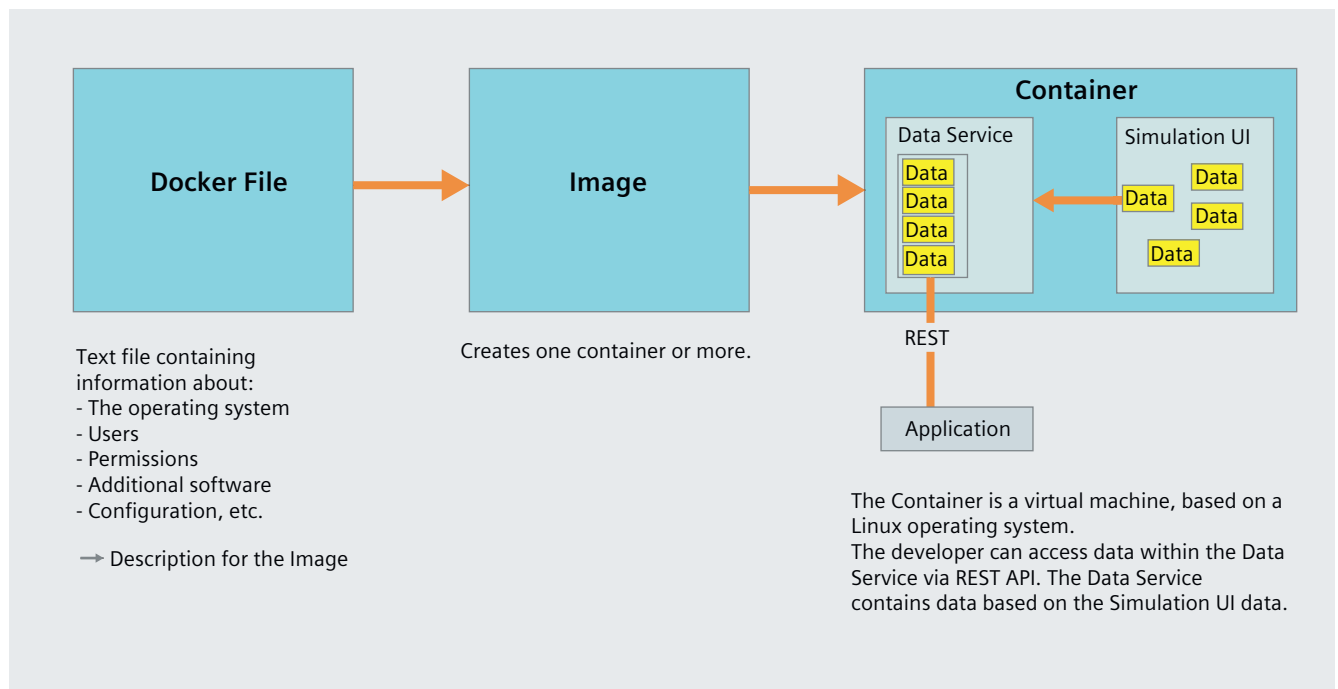 Docker File
Image
Container
Data Service
Data
Data
Data
Data
Simulation UI
Data
Data
Data
Data
REST
Application
Text file containing
information about:
- The operating system
- Users
- Permissions
- Additional software
- Configuration, etc.
→ Description for the Image
Creates one container or more.
The Container is a virtual machine, based on a
Linux operating system.
The developer can access data within the Data
Service via REST API. The Data Service
contains data based on the Simulation UI data.